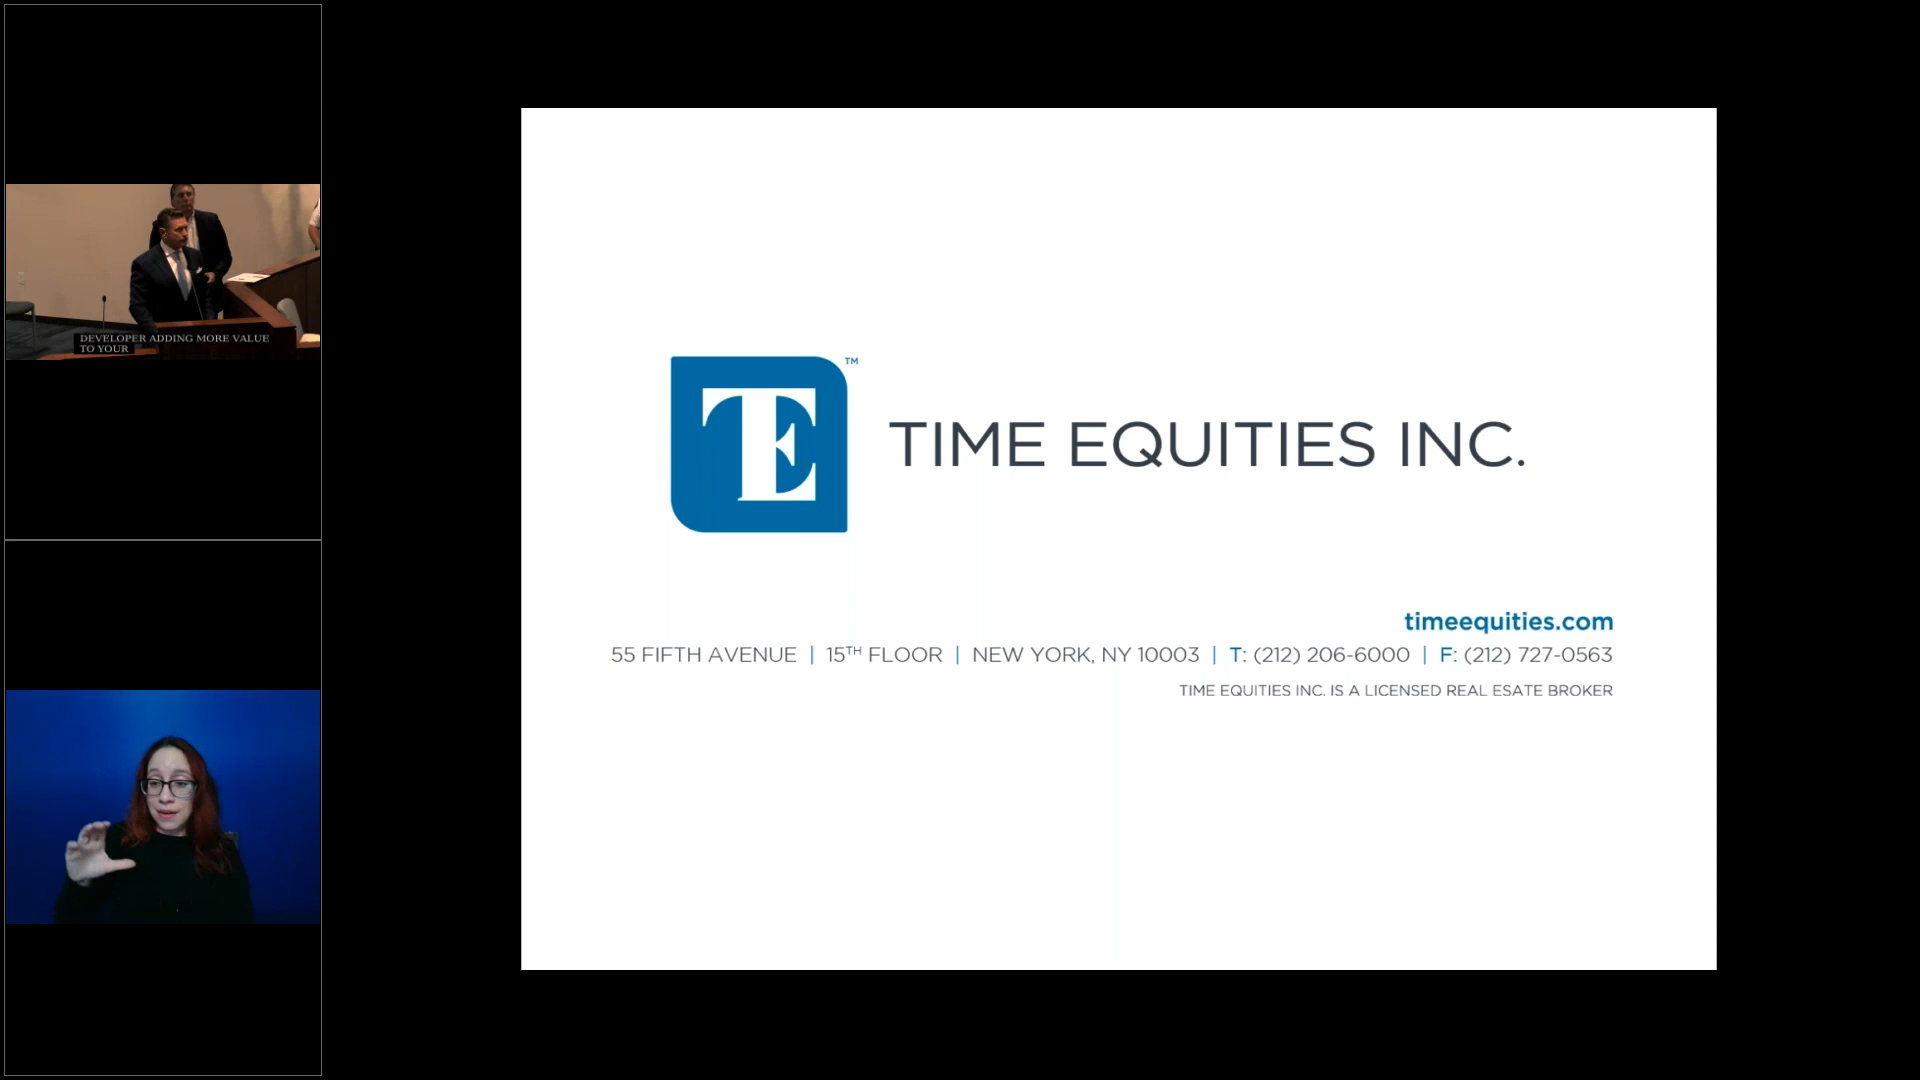 DEVELOPER ADDING MORE VALUE
TO YOUR
TE™
TIME EQUITIES INC.
timeequities.com
55 FIFTH AVENUE | 15TH FLOOR | NEW YORK, NY 10003 | T: (212) 206-6000 | F: (212) 727-0563
TIME EQUITIES INC. IS A LICENSED REAL ESATE BROKER